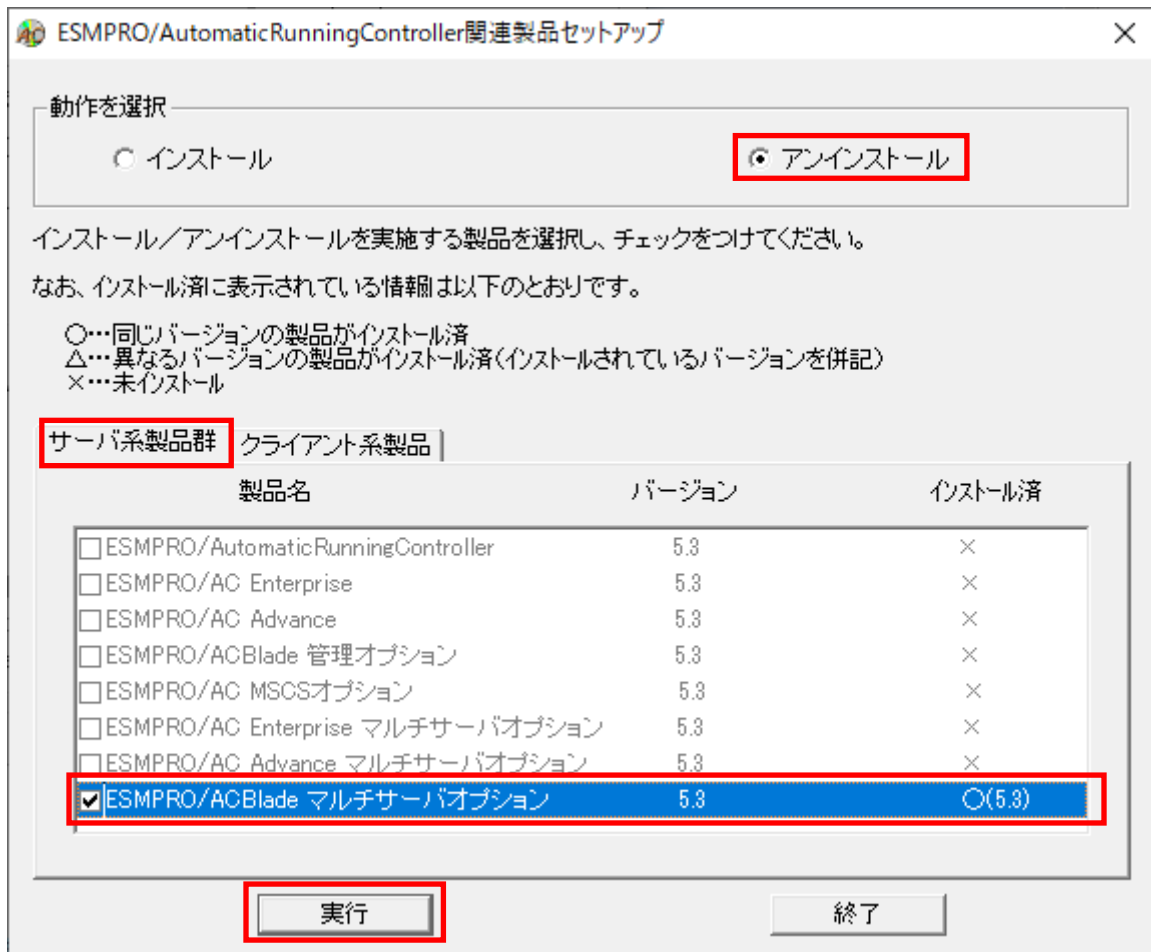 ESMPRO/AutomaticRunningController関連製品セットアップ
動作を選択
インストール アンインストール
インストール／アンインストールを実施する製品を選択し、チェックをつけてください。
なお、インストール済に表示されている情報は以下のとおりです。
○…同じバージョンの製品がインストール済
△…異なるバージョンの製品がインストール済(インストールされているバージョンを併記)
×…未インストール
サーバ系製品群 クライアント系製品
製品名 バージョン インストール済
ESMPRO/AutomaticRunningController 5.3 ×
ESMPRO/AC Enterprise 5.3 ×
ESMPRO/AC Advance 5.3 ×
ESMPRO/ACBlade 管理オプション 5.3 ×
ESMPRO/AC MSCSオプション 5.3 ×
ESMPRO/AC Enterprise マルチサーバオプション 5.3 ×
ESMPRO/AC Advance マルチサーバオプション 5.3 ×
ESMPRO/ACBlade マルチサーバオプション 5.3 ○(5.3)
実行 終了